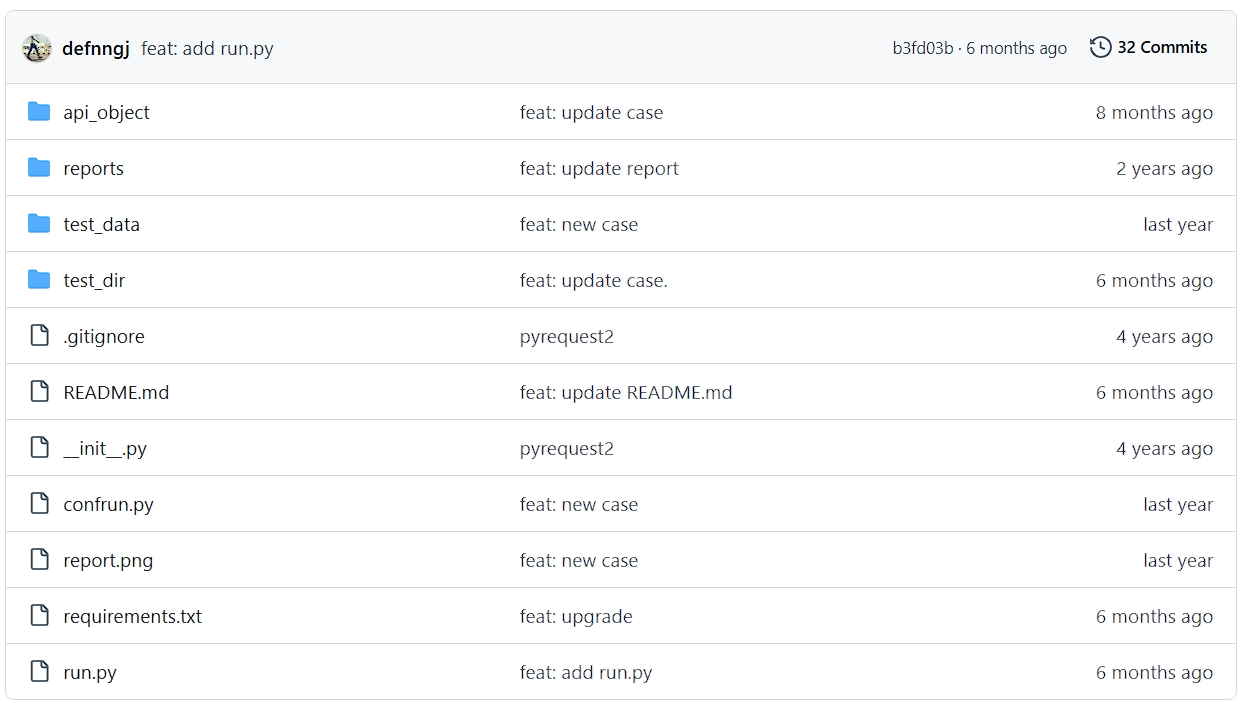 defnngj feat: add run.py b3fd03b · 6 months ago 32 Commits
api_object feat: update case 8 months ago
reports feat: update report 2 years ago
test_data feat: new case last year
test_dir feat: update case. 6 months ago
.gitignore pyrequest2 4 years ago
README.md feat: update README.md 6 months ago
__init__.py pyrequest2 4 years ago
confrun.py feat: new case last year
report.png feat: new case last year
requirements.txt feat: upgrade 6 months ago
run.py feat: add run.py 6 months ago